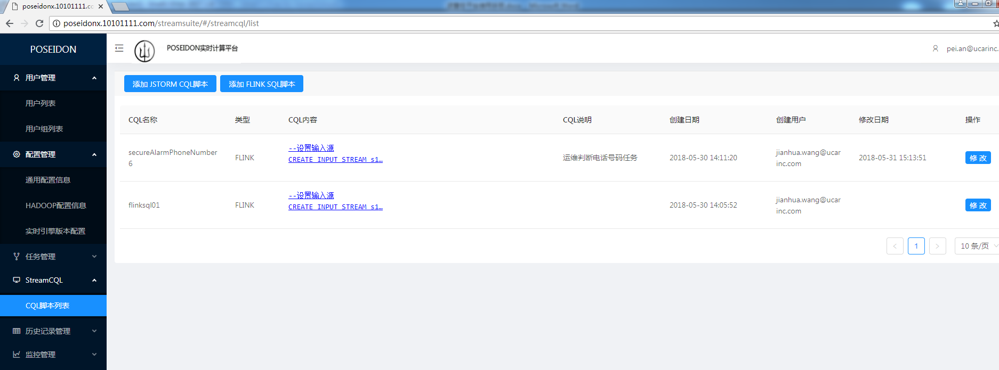 poseidonx.10101111.cc
poseidonx.10101111.com/streamsuite/#/streamcql/list
POSEIDON
POSEIDON实时计算平台
pei.an@ucarinc.
用户管理
用户列表
用户组列表
配置管理
通用配置信息
HADOOP配置信息
实时引擎版本配置
任务管理
StreamCQL
CQL脚本列表
历史记录管理
监控管理
添加 JSTORM CQL脚本 添加 FLINK SQL脚本
CQL名称 类型 CQL内容 CQL说明 创建日期 创建用户 修改日期 操作
secureAlarmPhoneNumber
6
FLINK
--设置输入源
CREATE INPUT STREAM s1…
运维判断电话号码任务
2018-05-30 14:11:20
jianhua.wang@ucar
inc.com
2018-05-31 15:13:51
修 改
flinksql01
FLINK
--设置输入源
CREATE INPUT STREAM s1…
2018-05-30 14:05:52
jianhua.wang@ucar
inc.com
修 改
< 1 > 10 条/页